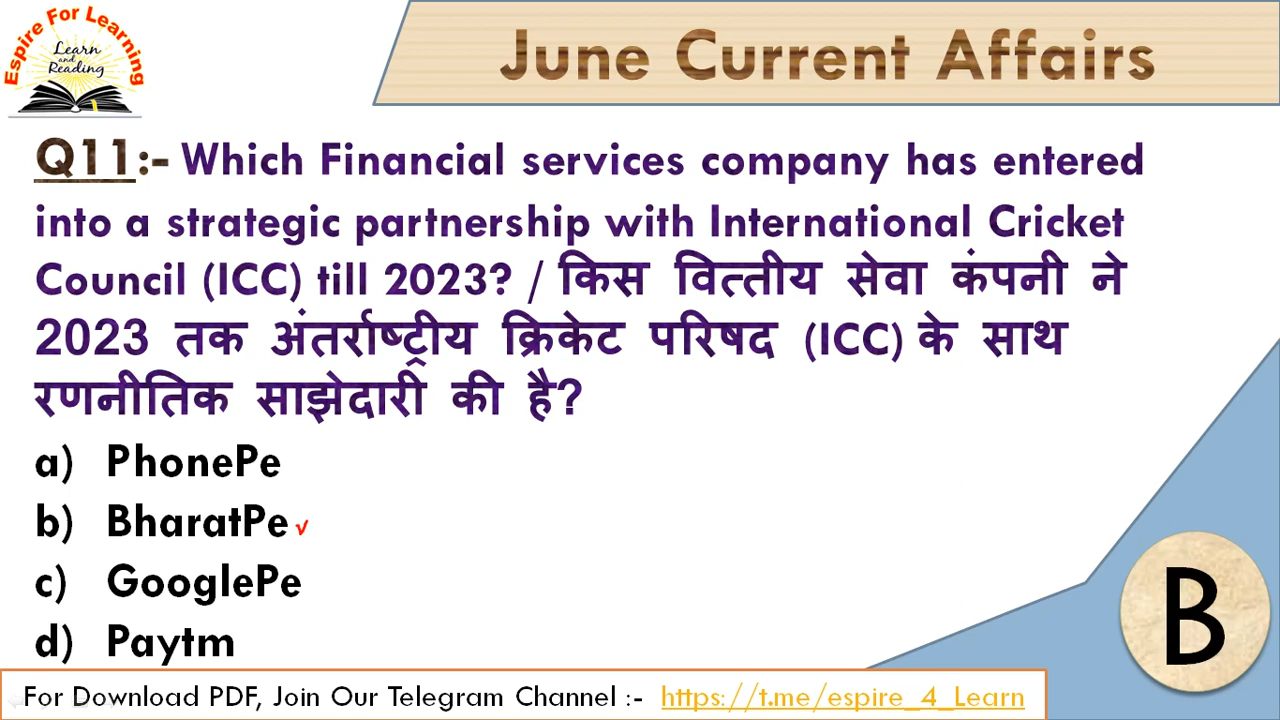 Espire For Learning
Learn
and
Reading
June Current Affairs
Q11:- Which Financial services company has entered
into a strategic partnership with International Cricket
Council (ICC) till 2023? / किस वित्तीय सेवा कंपनी ने
2023 तक अंतर्राष्ट्रीय क्रिकेट परिषद (ICC) के साथ
रणनीतिक साझेदारी की है?
a) PhonePe
b) BharatPe √
c) GooglePe
d) Paytm
B
For Download PDF, Join Our Telegram Channel :- https://t.me/espire_4_Learn